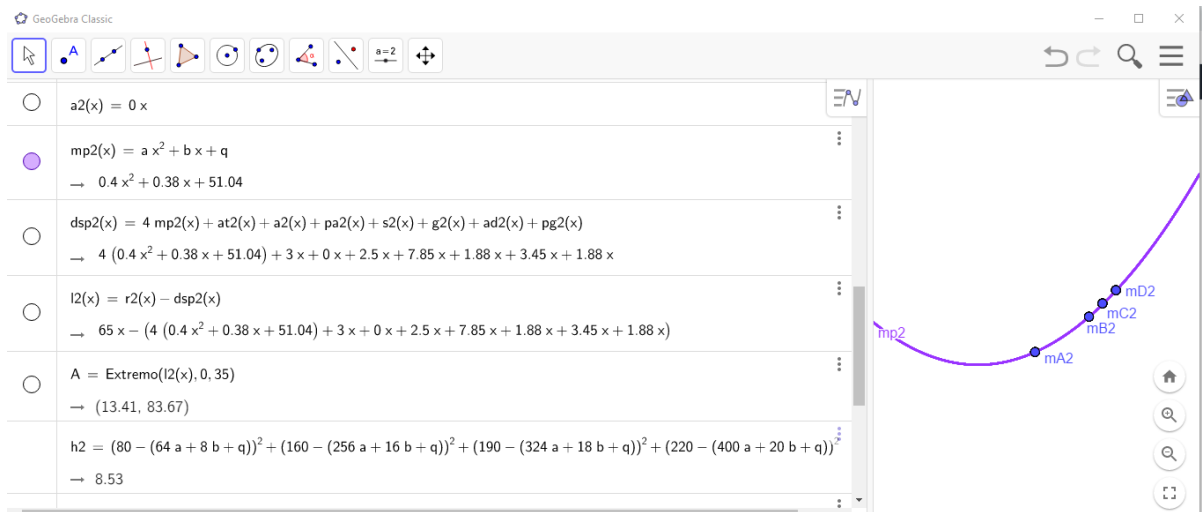 GeoGebra Classic
A
a=2
a2(x) = 0 x
mp2(x) = a x² + b x + q
→ 0.4 x² + 0.38 x + 51.04
dsp2(x) = 4 mp2(x) + at2(x) + a2(x) + pa2(x) + s2(x) + g2(x) + ad2(x) + pg2(x)
→ 4 (0.4 x² + 0.38 x + 51.04) + 3 x + 0 x + 2.5 x + 7.85 x + 1.88 x + 3.45 x + 1.88 x
l2(x) = r2(x) − dsp2(x)
→ 65 x − (4 (0.4 x² + 0.38 x + 51.04) + 3 x + 0 x + 2.5 x + 7.85 x + 1.88 x + 3.45 x + 1.88 x)
A = Extremo(l2(x), 0, 35)
→ (13.41, 83.67)
h2 = (80 − (64 a + 8 b + q))² + (160 − (256 a + 16 b + q))² + (190 − (324 a + 18 b + q))² + (220 − (400 a + 20 b + q))²
→ 8.53
mp2
mA2
mB2
mC2
mD2